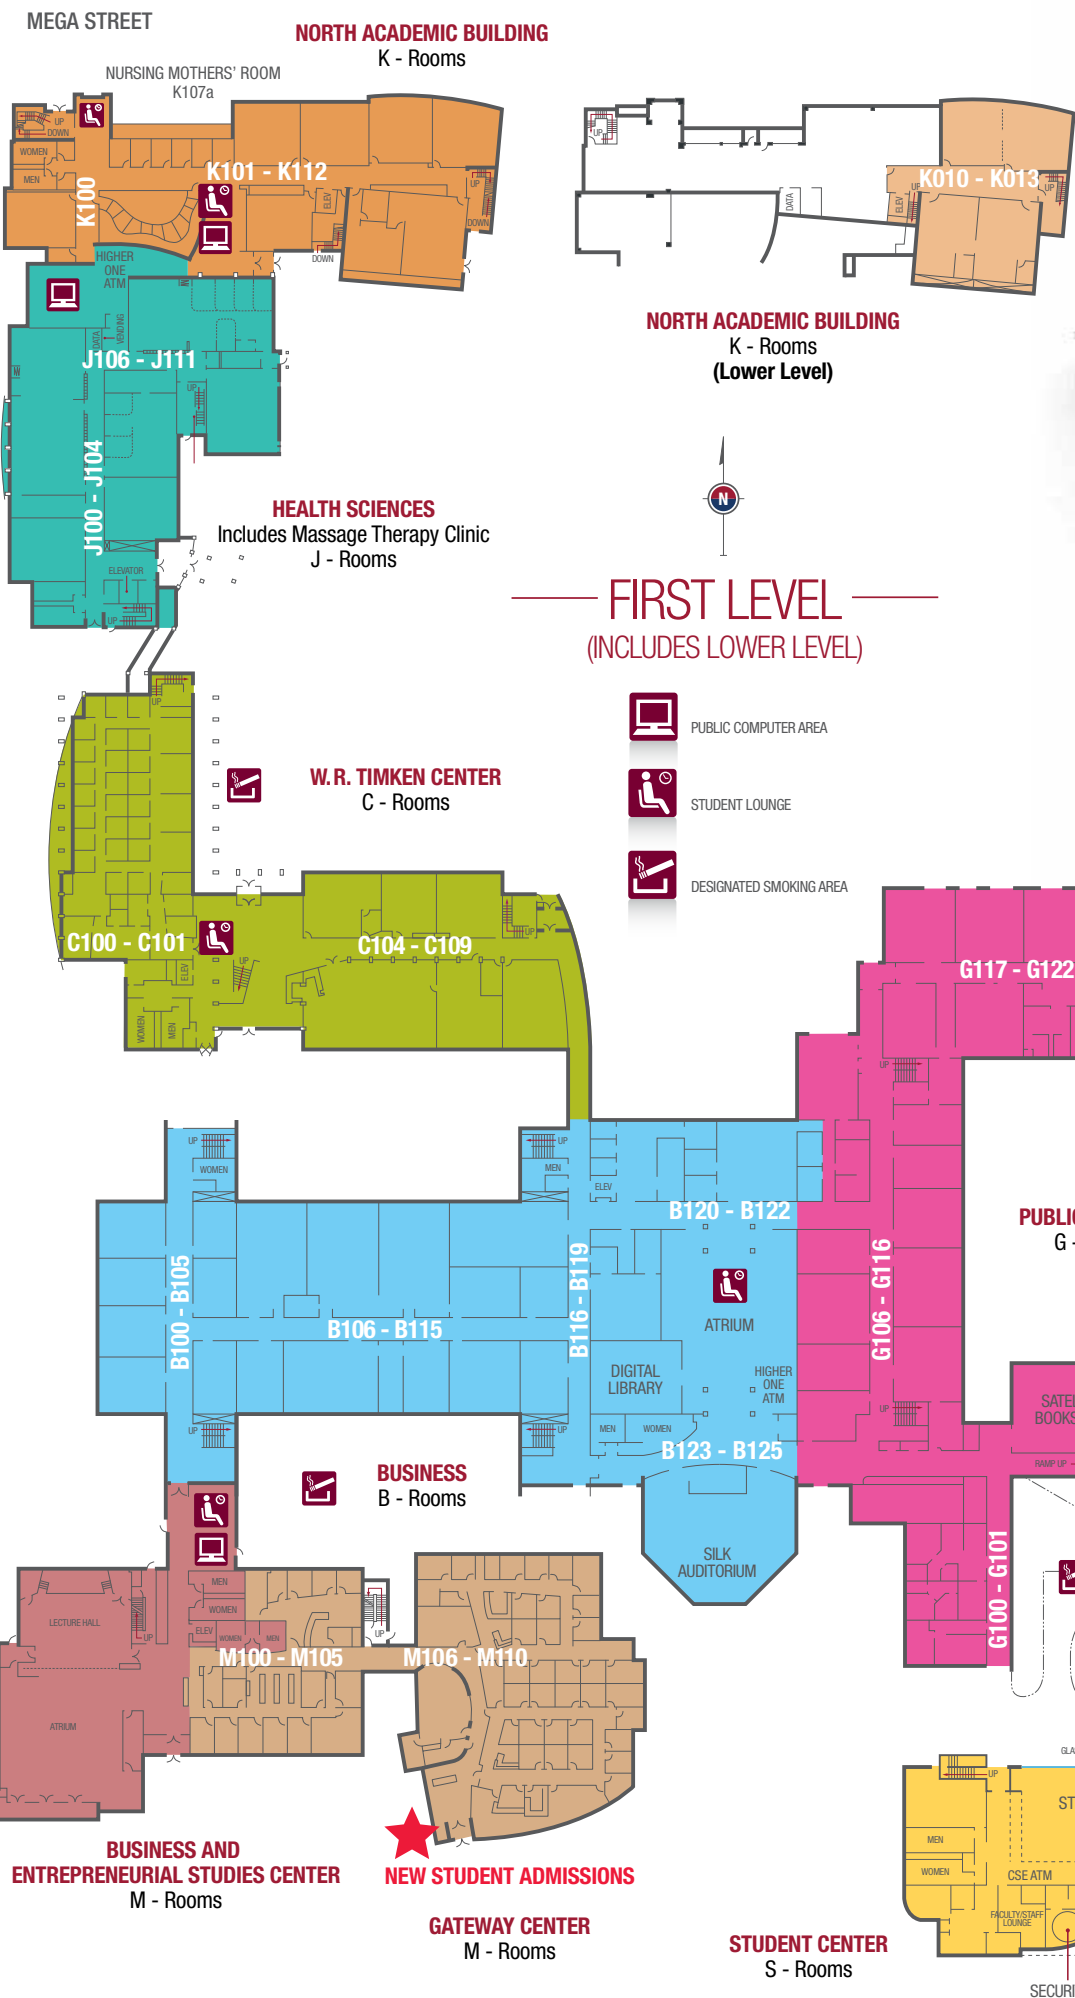 MEGA STREET
NORTH ACADEMIC BUILDING
K - Rooms
NURSING MOTHERS' ROOM
K107a
UP
DOWN
WOMEN
MEN
K100
K101 - K112
ELEV
DOWN
UP
DOWN
UP
DATA
ELEV
UP
K010 - K013
UP
NORTH ACADEMIC BUILDING
K - Rooms
(Lower Level)
HIGHER
ONE
ATM
DATA
VENDING
J106 - J111
UP
J100 - J104
ELEVATOR
UP
HEALTH SCIENCES
Includes Massage Therapy Clinic
J - Rooms
N
FIRST LEVEL
(INCLUDES LOWER LEVEL)
PUBLIC COMPUTER AREA
STUDENT LOUNGE
DESIGNATED SMOKING AREA
UP
W.R. TIMKEN CENTER
C - Rooms
C100 - C101
ELEV
UP
C104 - C109
UP
WOMEN
MEN
G117 - G122
UP
UP
WOMEN
UP
MEN
ELEV
B120 - B122
B100 - B105
B106 - B115
B116 - B119
ATRIUM
DIGITAL
LIBRARY
HIGHER
ONE
ATM
G106 - G116
PUBLIC
G -
UP
UP
MEN
WOMEN
B123 - B125
UP
SATE
BOOKS
RAMP UP
BUSINESS
B - Rooms
SILK
AUDITORIUM
G100 - G101
MEN
WOMEN
ELEV
WOMEN
MEN
LECTURE HALL
UP
UP
M100 - M105
M106 - M110
ATRIUM
BUSINESS AND
ENTREPRENEURIAL STUDIES CENTER
M - Rooms
NEW STUDENT ADMISSIONS
GATEWAY CENTER
M - Rooms
GLA
UP
ST
MEN
WOMEN
CSE ATM
FACULTY/STAFF
LOUNGE
STUDENT CENTER
S - Rooms
SECURI